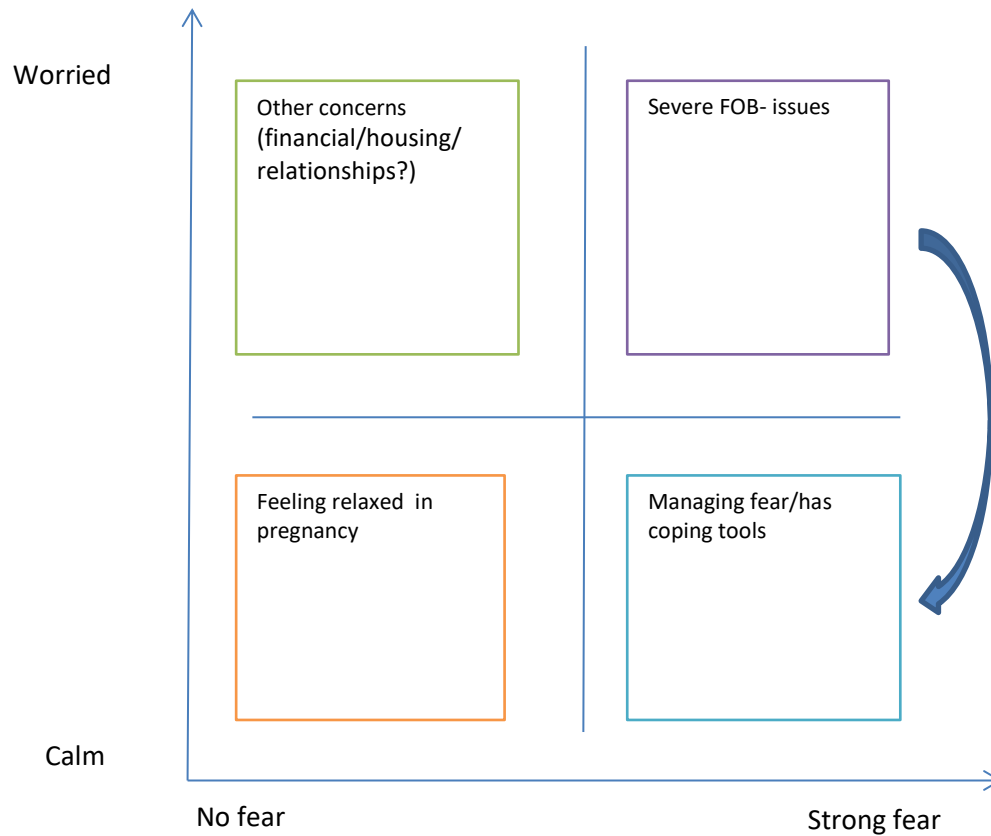 Worried
Other concerns
(financial/housing/
relationships?)
Severe FOB- issues
Feeling relaxed  in
pregnancy
Managing fear/has
coping tools
Calm
No fear
Strong fear